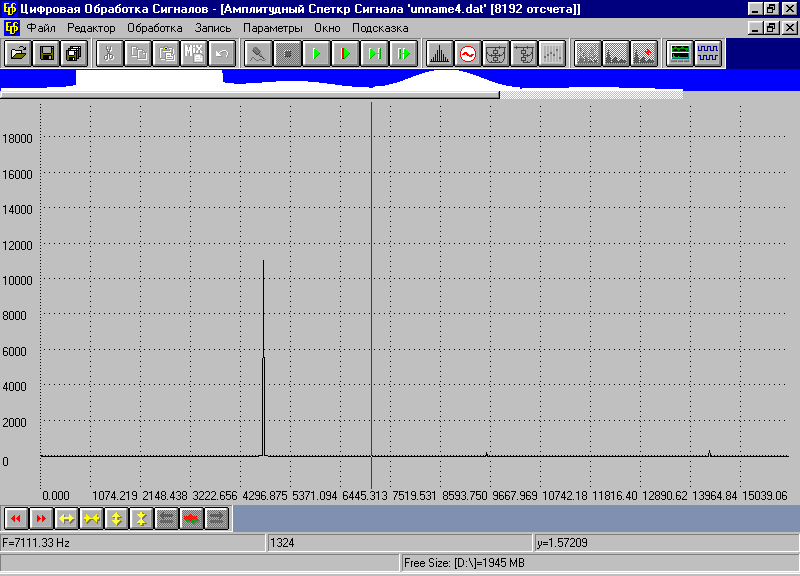 Цифровая Обработка Сигналов - [Амплитудный Спеткр Сигнала 'unname4.dat' [8192 отсчета]]
Файл Редактор Обработка Запись Параметры Окно Подсказка
MiX
18000
16000
14000
12000
10000
8000
6000
4000
2000
0
0.000 1074.219 2148.438 3222.656 4296.875 5371.094 6445.313 7519.531 8593.750 9667.969 10742.18 11816.40 12890.62 13964.84 15039.06
F=7111.33 Hz 1324 y=1.57209
Free Size: [D:\]=1945 MB